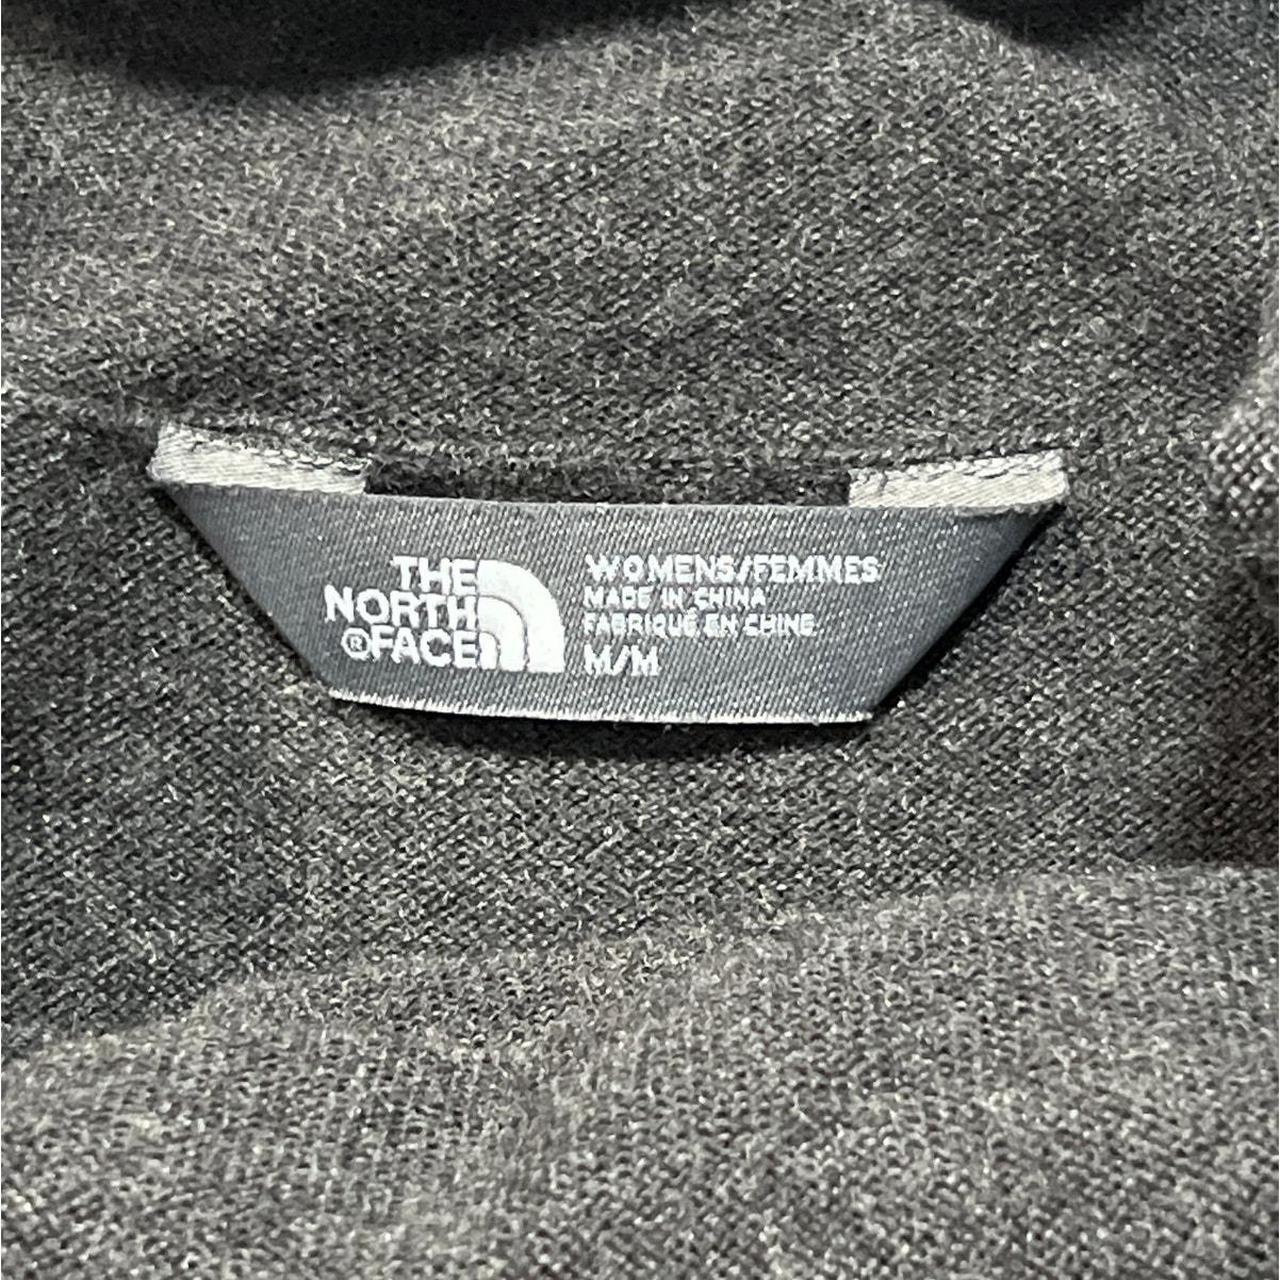 THE
NORTH
®FACE
WOMENS/FEMMES
MADE IN CHINA
FABRIQUÉ EN CHINE
M/M